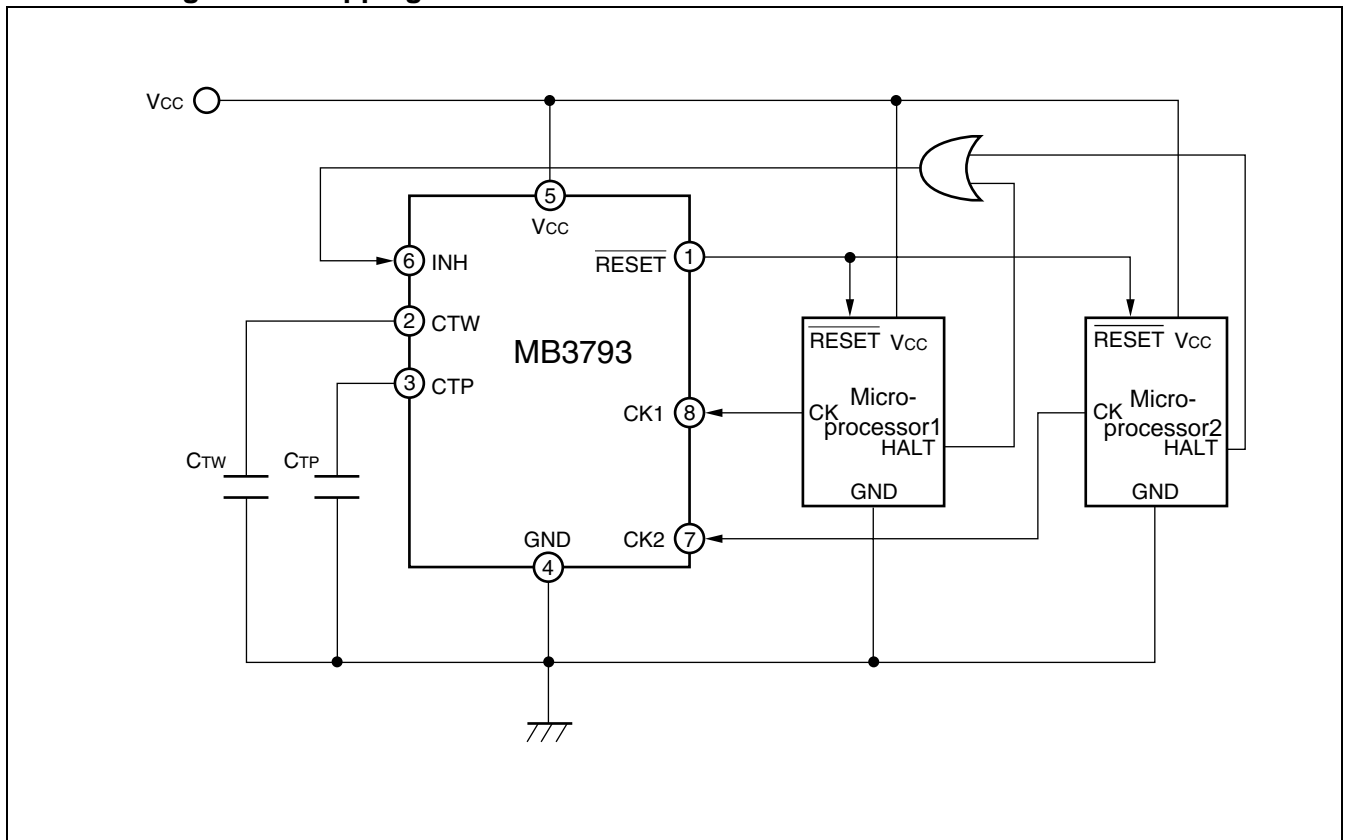 VCC
5
VCC
6 INH
RESET 1
2 CTW
3 CTP
MB3793
CK1 8
CTW CTP
GND
4
CK2 7
RESET VCC
CK
Micro-
processor1
HALT
GND
RESET VCC
CK
Micro-
processor2
HALT
GND